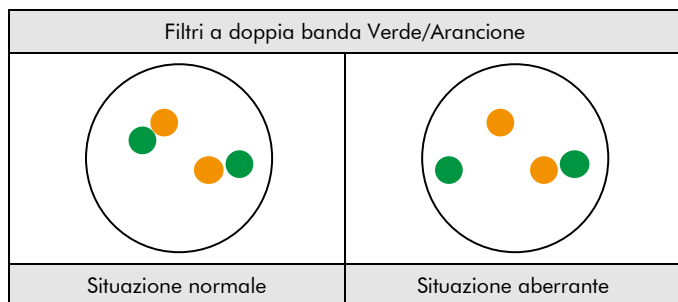 Filtri a doppia banda Verde/Arancione
Situazione normale
Situazione aberrante